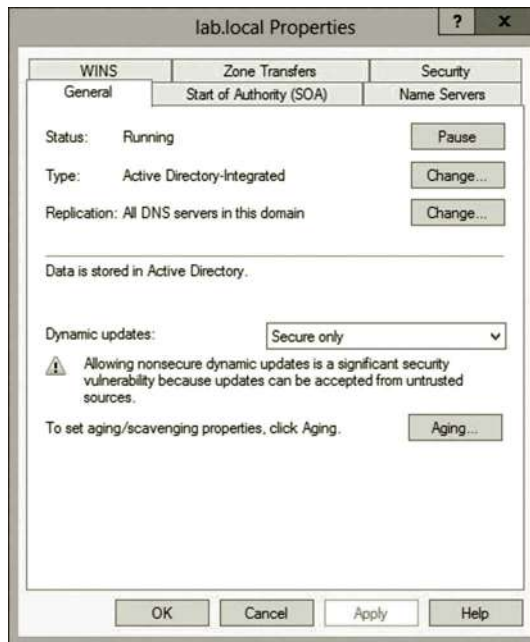 lab.local Properties
? x
WINS Zone Transfers Security
General Start of Authority (SOA) Name Servers
Status: Running Pause
Type: Active Directory-Integrated Change...
Replication: All DNS servers in this domain Change...
Data is stored in Active Directory.
Dynamic updates: Secure only
Allowing nonsecure dynamic updates is a significant security
vulnerability because updates can be accepted from untrusted
sources.
To set aging/scavenging properties, click Aging. Aging...
OK Cancel Apply Help